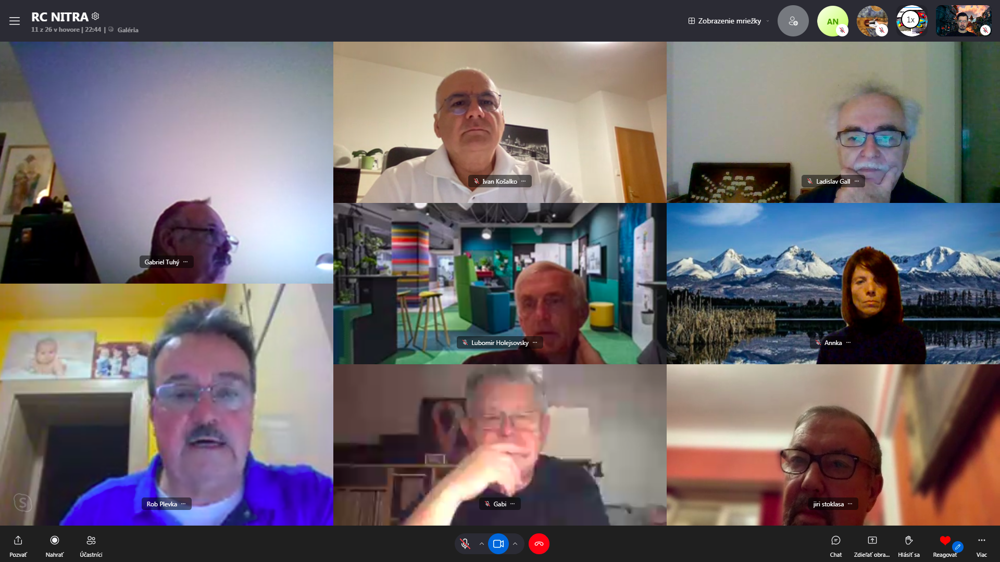 RC NITRA
11 z 26 v hovore | 22:44 | Galéria
Zobrazenie mriežky
AN
1x
Gabriel Tuhý
Ivan Košalko
Ladislav Gall
Lubomir Holejsovsky
Annka
Rob Plevka
Gabi
jiri stoklasa
S
Pozvať
Nahrať
Účastníci
Chat
Zdieľať obra...
Hlásiť sa
Reagovať
Viac